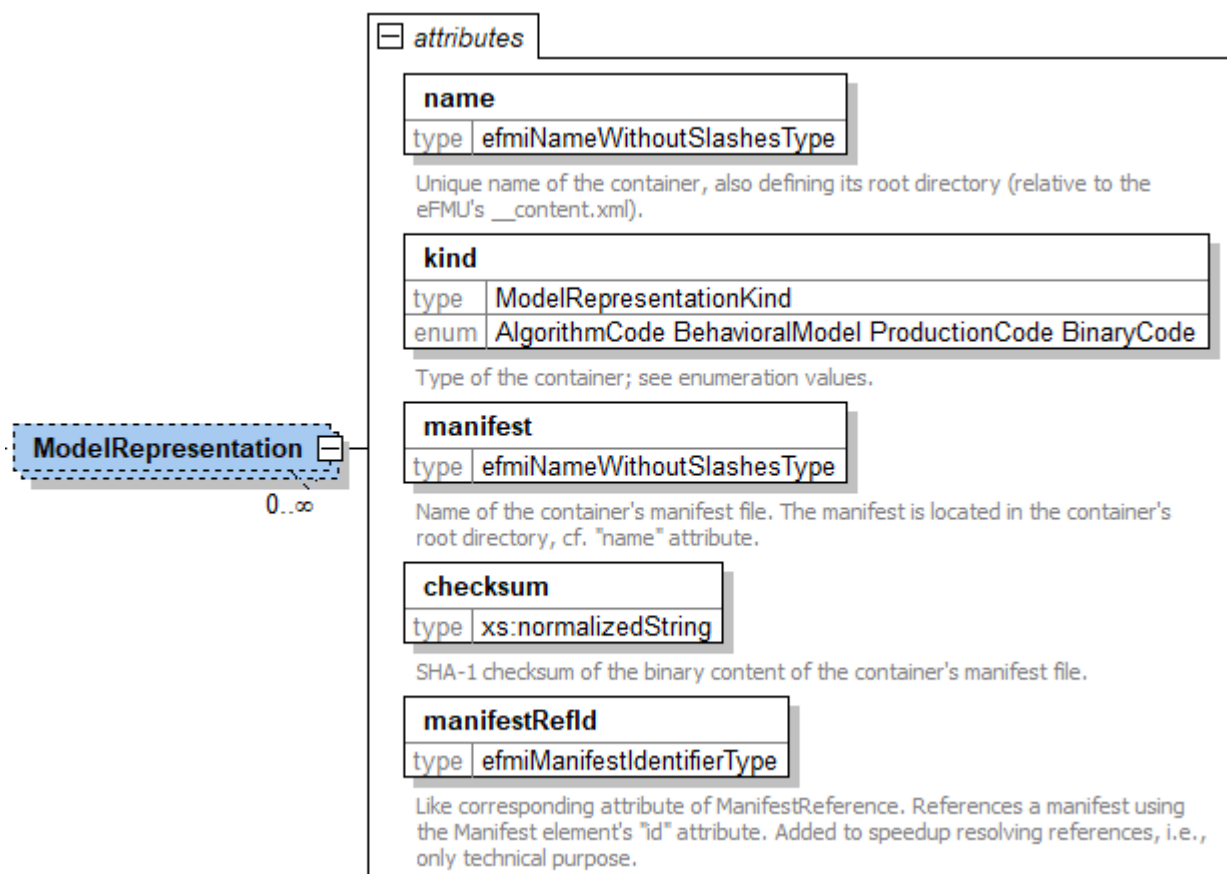 attributes
name
type efmiNameWithoutSlashesType
Unique name of the container, also defining its root directory (relative to the
eFMU's __content.xml).
kind
type ModelRepresentationKind
enum AlgorithmCode BehavioralModel ProductionCode BinaryCode
Type of the container; see enumeration values.
manifest
type efmiNameWithoutSlashesType
ModelRepresentation
0..∞
Name of the container's manifest file. The manifest is located in the container's
root directory, cf. "name" attribute.
checksum
type xs:normalizedString
SHA-1 checksum of the binary content of the container's manifest file.
manifestRefId
type efmiManifestIdentifierType
Like corresponding attribute of ManifestReference. References a manifest using
the Manifest element's "id" attribute. Added to speedup resolving references, i.e.,
only technical purpose.